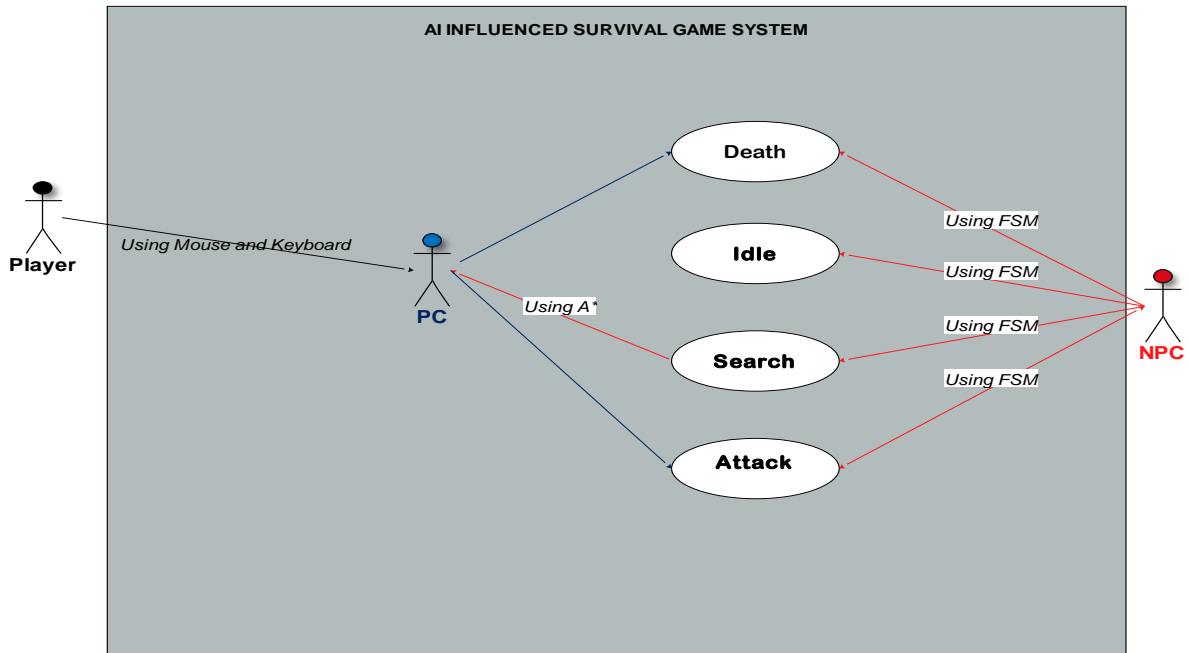 AI INFLUENCED SURVIVAL GAME SYSTEM
Death
Using FSM
Using Mouse and Keyboard
Player
Idle
Using FSM
PC
Using A*
Search
Using FSM
NPC
Using FSM
Attack